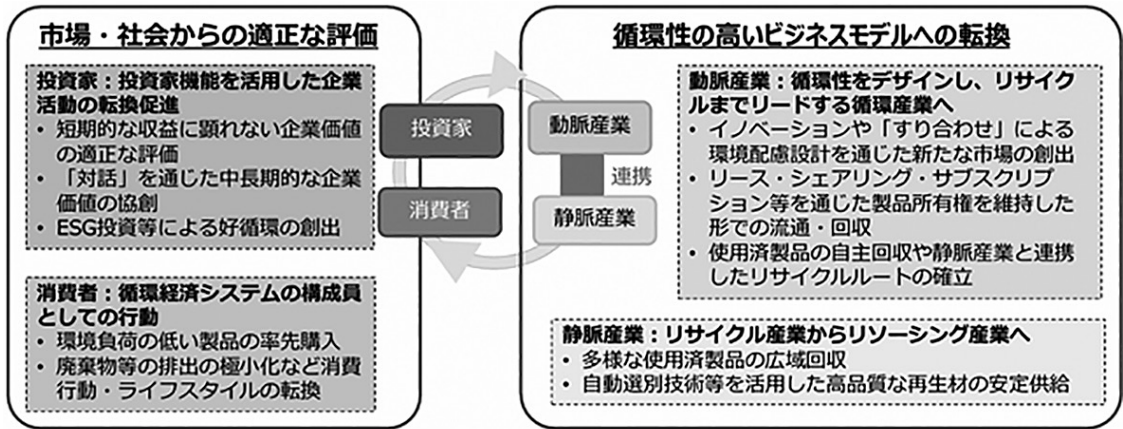 市場・社会からの適正な評価
投資家：投資家機能を活用した企業
活動の転換促進
• 短期的な収益に顕れない企業価値
の適正な評価
• 「対話」を通じた中長期的な企業
価値の協創
• ESG投資等による好循環の創出
消費者：循環経済システムの構成員
としての行動
• 環境負荷の低い製品の率先購入
• 廃棄物等の排出の極小化など消費
行動・ライフスタイルの転換
投資家
消費者
動脈産業
連携
静脈産業
循環性の高いビジネスモデルへの転換
動脈産業：循環性をデザインし、リサイク
ルまでリードする循環産業へ
• イノベーションや「すり合わせ」による
環境配慮設計を通じた新たな市場の創出
• リース・シェアリング・サブスクリプ
ション等を通じた製品所有権を維持した
形での流通・回収
• 使用済製品の自主回収や静脈産業と連携
したリサイクルルートの確立
静脈産業：リサイクル産業からリソーシング産業へ
• 多様な使用済製品の広域回収
• 自動選別技術等を活用した高品質な再生材の安定供給